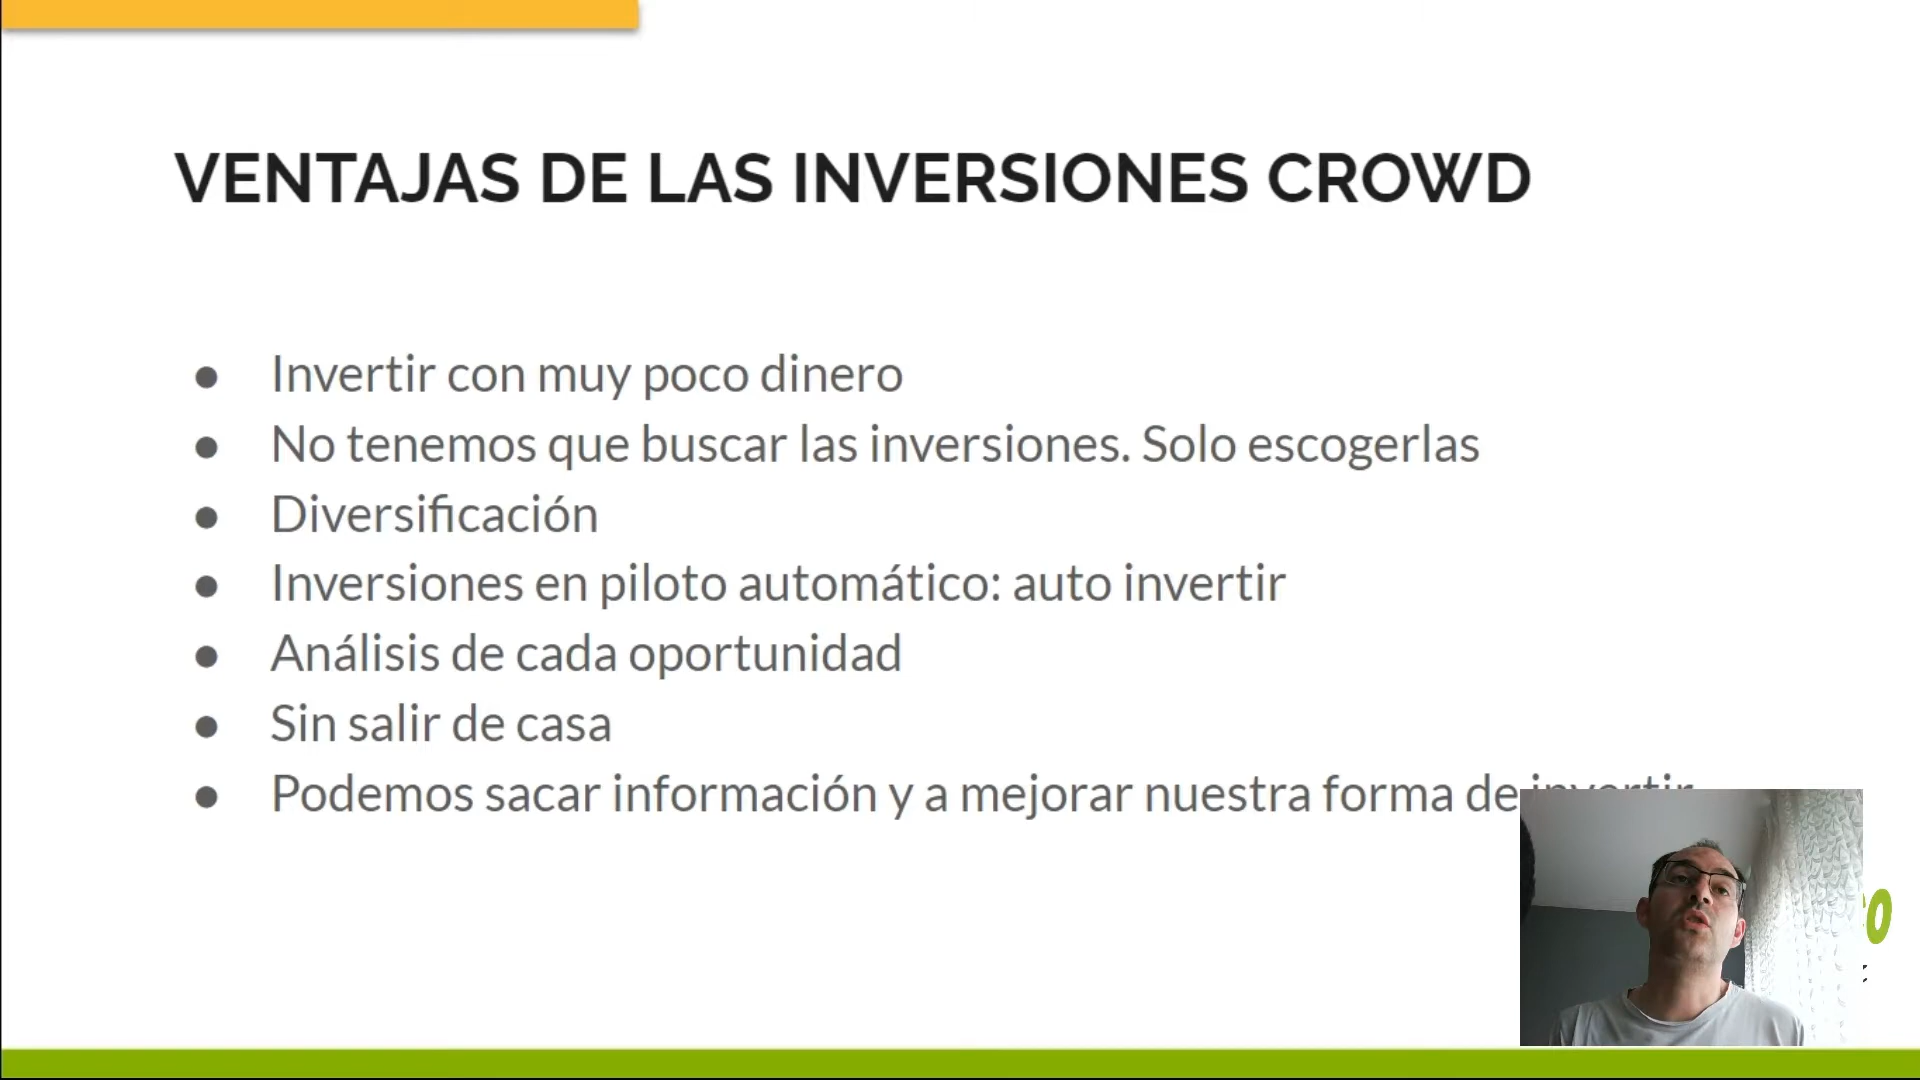 VENTAJAS DE LAS INVERSIONES CROWD
Invertir con muy poco dinero
No tenemos que buscar las inversiones. Solo escogerlas
Diversificación
Inversiones en piloto automático: auto invertir
Análisis de cada oportunidad
Sin salir de casa
Podemos sacar información y a mejorar nuestra forma de invertir